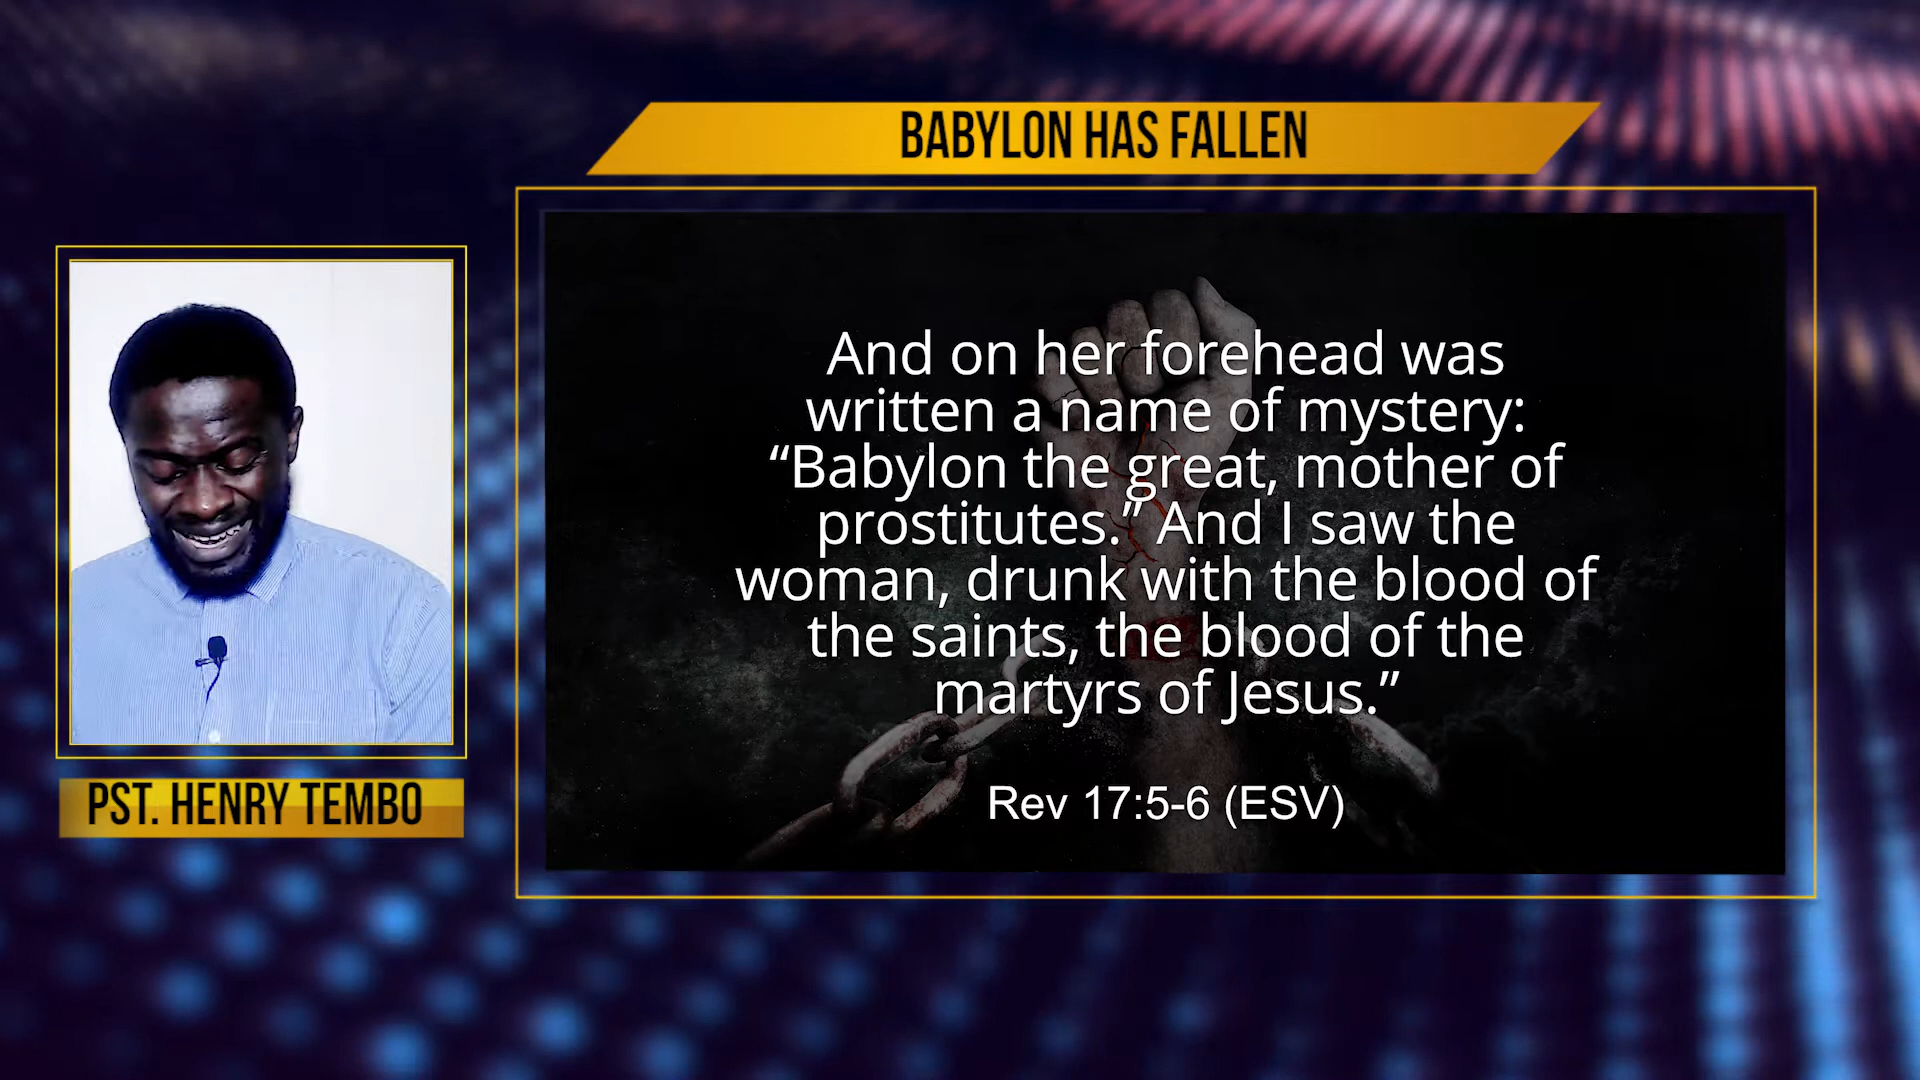 BABYLON HAS FALLEN
And on her forehead was
written a name of mystery:
“Babylon the great, mother of
prostitutes.” And I saw the
woman, drunk with the blood of
the saints, the blood of the
martyrs of Jesus.”
Rev 17:5-6 (ESV)
PST. HENRY TEMBO